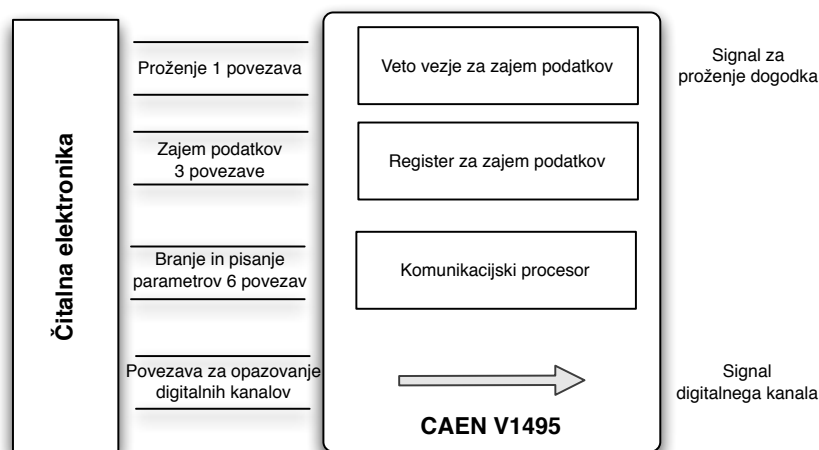 Čitalna elektronika
Proženje 1 povezava
Zajem podatkov
3 povezave
Branje in pisanje
parametrov 6 povezav
Povezava za opazovanje
digitalnih kanalov
Veto vezje za zajem podatkov
Register za zajem podatkov
Komunikacijski procesor
CAEN V1495
Signal za
proženje dogodka
Signal
digitalnega kanala